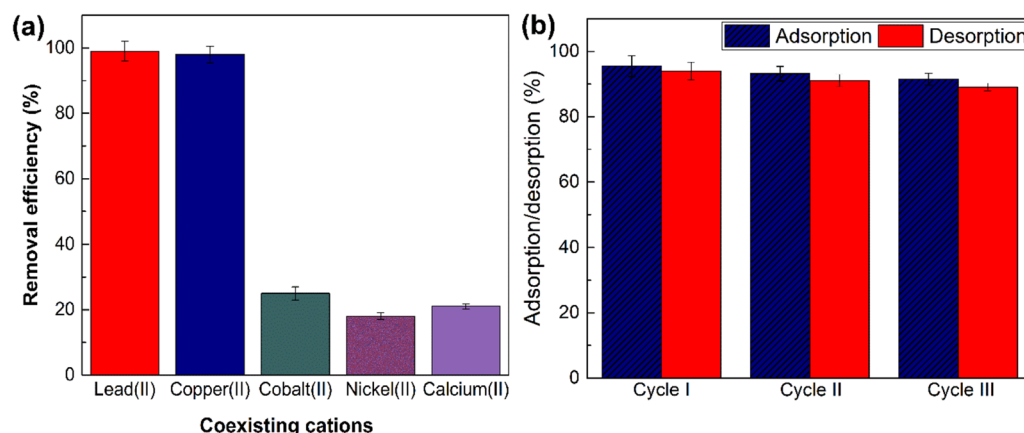 (a)
Removal efficiency (%)
100
80
60
40
20
0
Lead(II) Copper(II) Cobalt(II) Nickel(II) Calcium(II)
Coexisting cations
(b)
Adsorption Desorption
Adsorption/desorption (%)
100
80
60
40
20
0
Cycle I Cycle II Cycle III